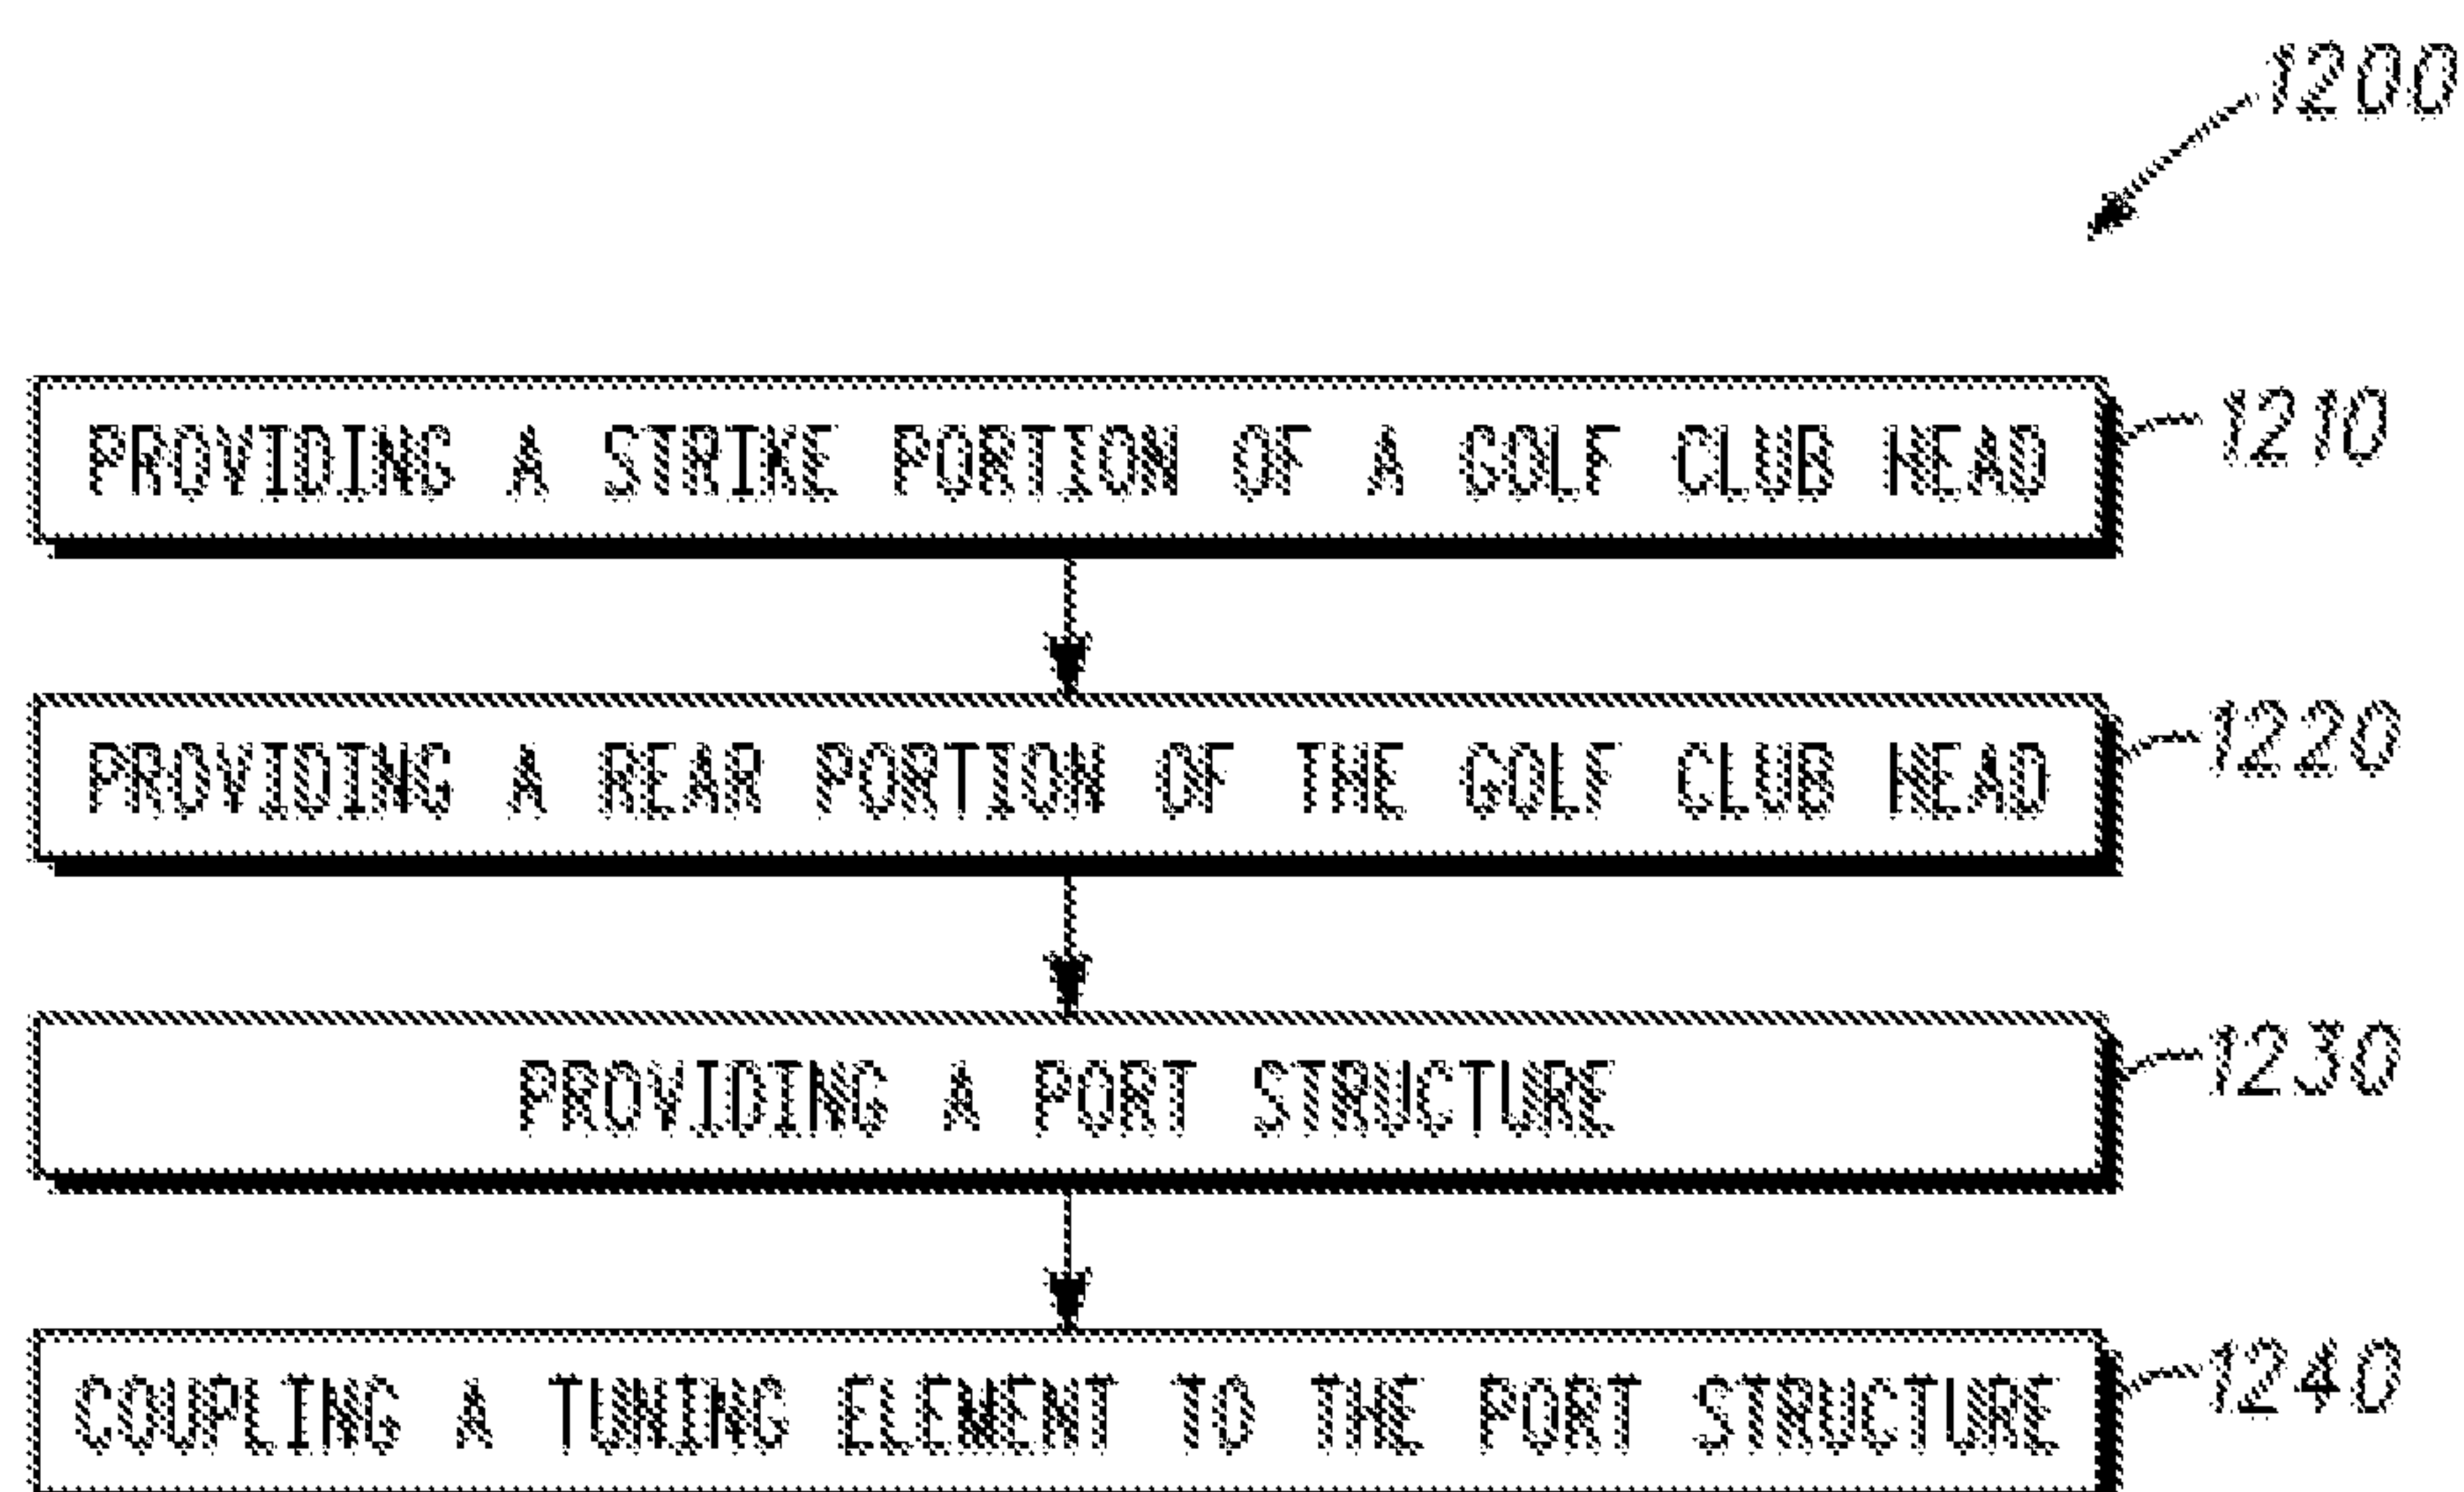 1200
PROVIDING A STRIKE PORTION OF A GOLF CLUB HEAD 1210
PROVIDING A REAR PORTION OF THE GOLF CLUB HEAD 1220
PROVIDING A PORT STRUCTURE 1230
COUPLING A TUNING ELEMENT TO THE PORT STRUCTURE 1240